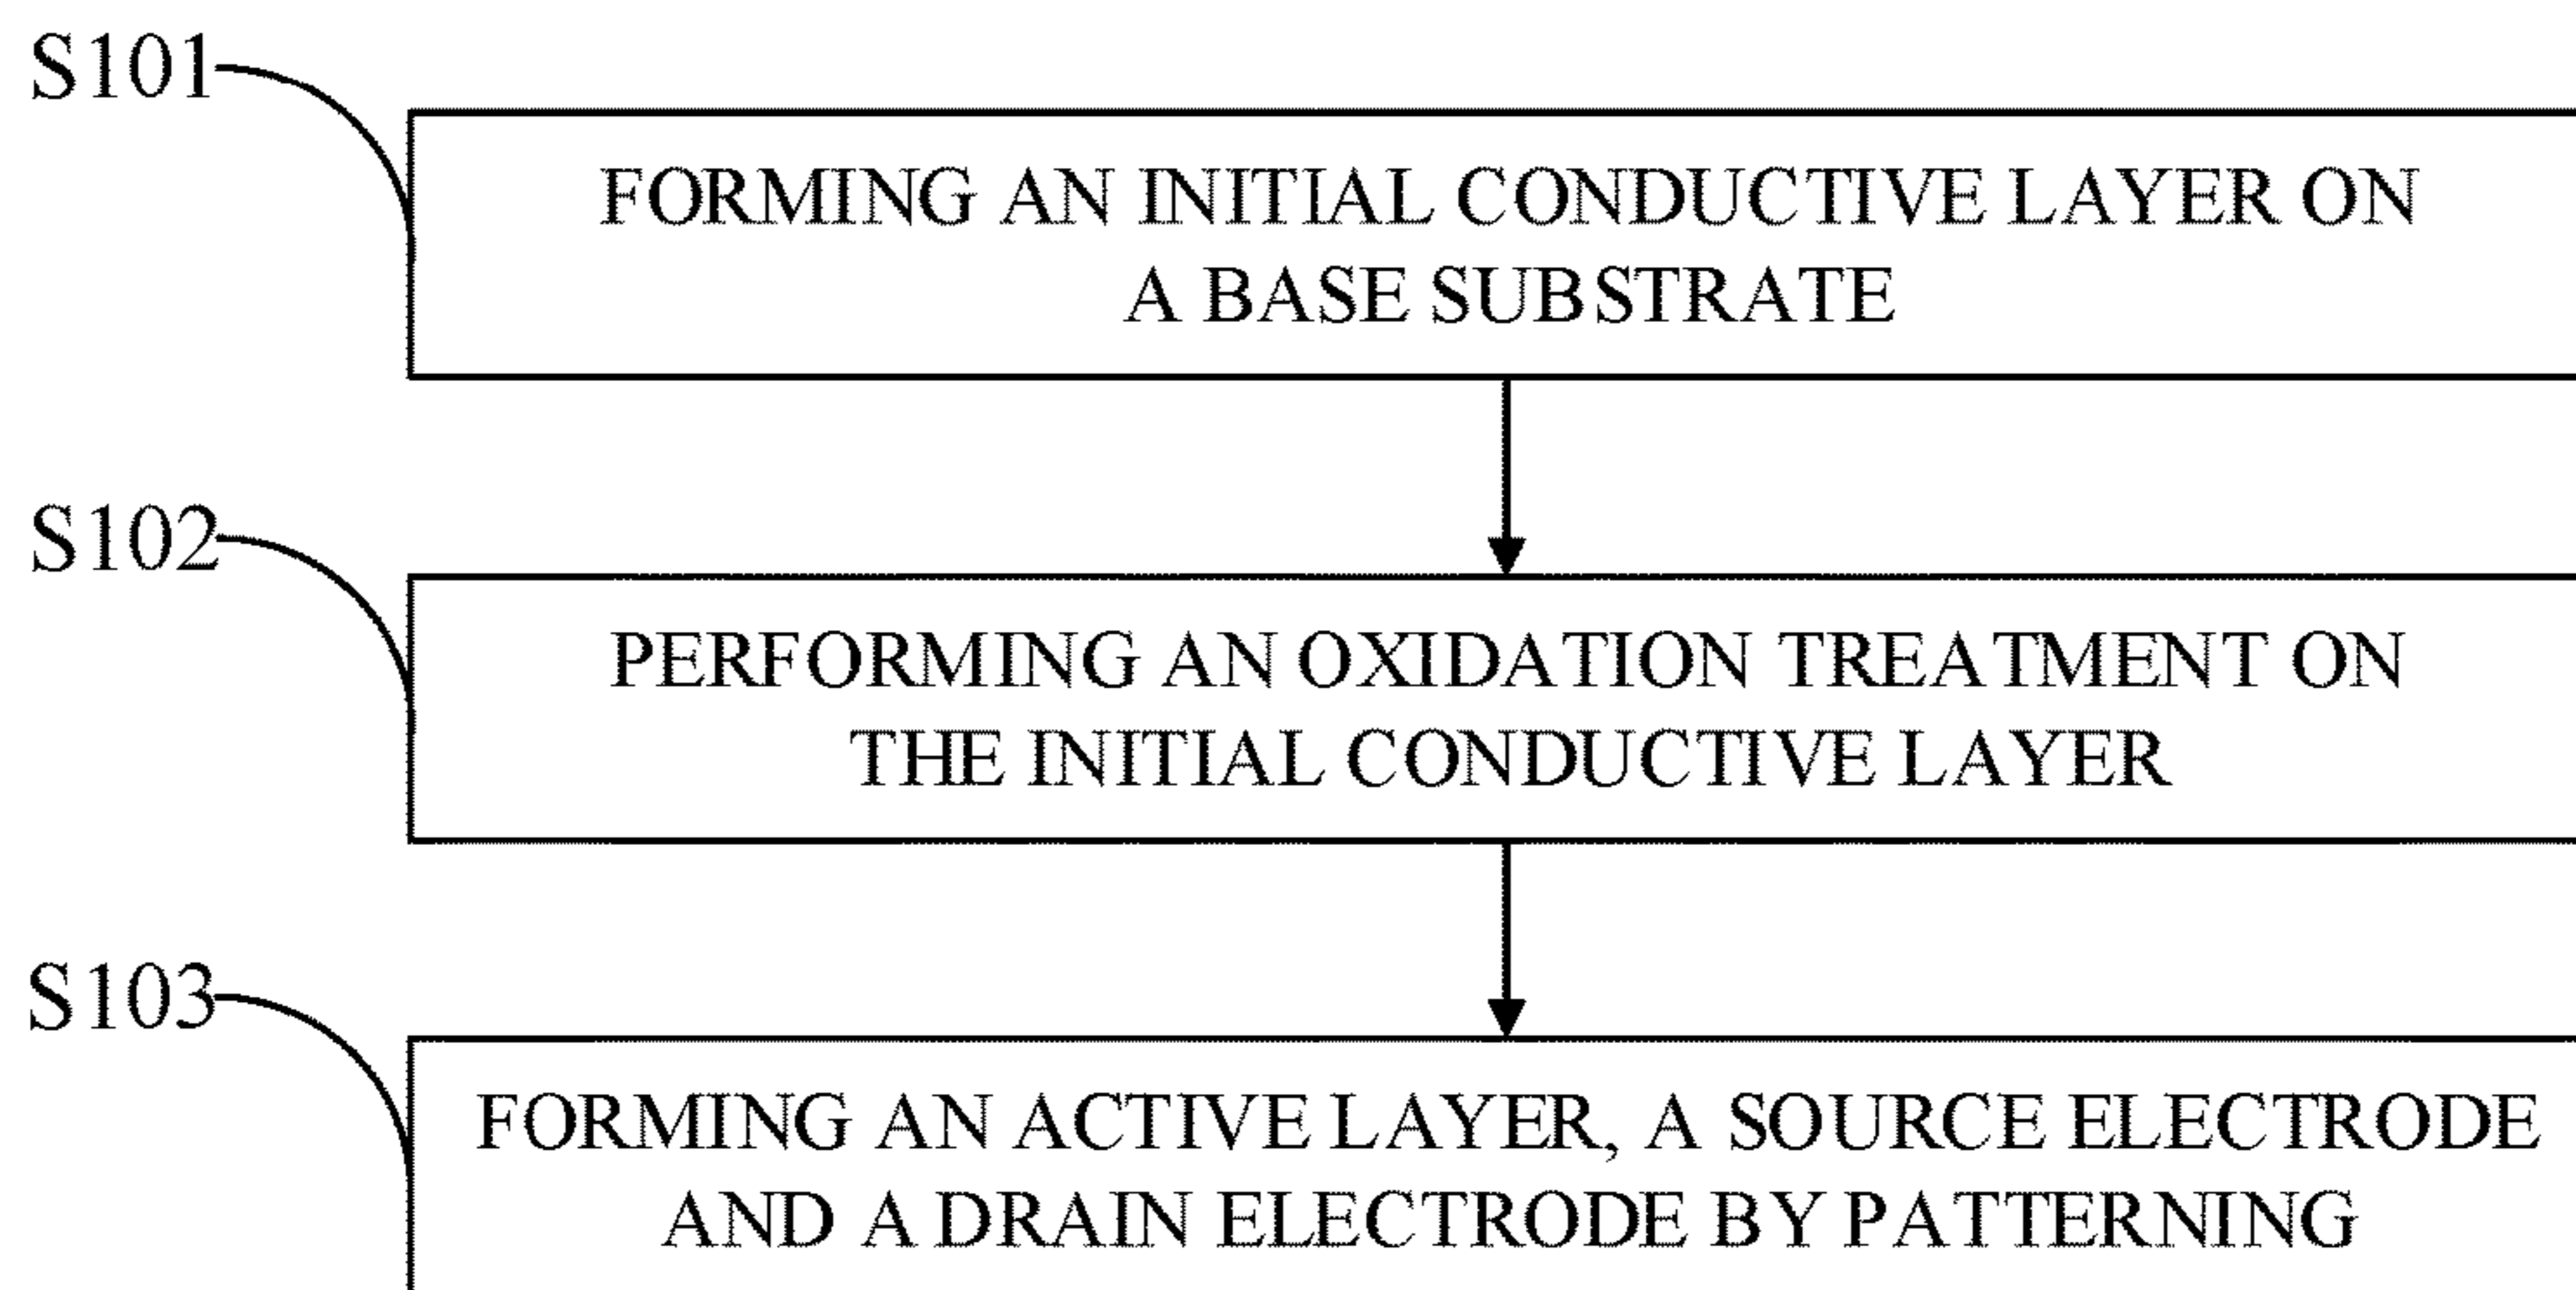 S101
FORMING AN INITIAL CONDUCTIVE LAYER ON
A BASE SUBSTRATE
S102
PERFORMING AN OXIDATION TREATMENT ON
THE INITIAL CONDUCTIVE LAYER
S103
FORMING AN ACTIVE LAYER, A SOURCE ELECTRODE
AND A DRAIN ELECTRODE BY PATTERNING